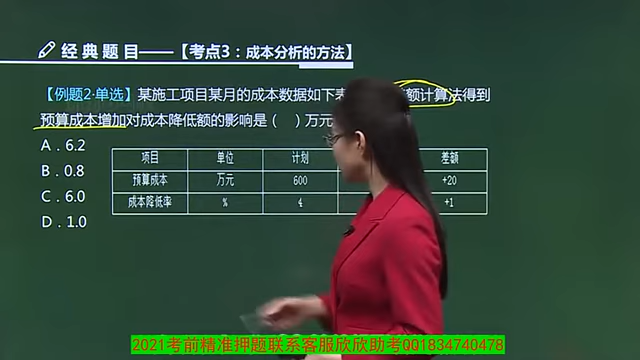 经典题目——【考点3：成本分析的方法】
【例题2·单选】某施工项目某月的成本数据如下表 额计算法得到
预算成本增加对成本降低额的影响是（ ）万元
A．6.2
B．0.8
C．6.0
D．1.0
项目 单位 计划 差额
预算成本 万元 600 +20
成本降低率 % 4 +1
2021考前精准押题联系客服欣欣助考QQ1834740478